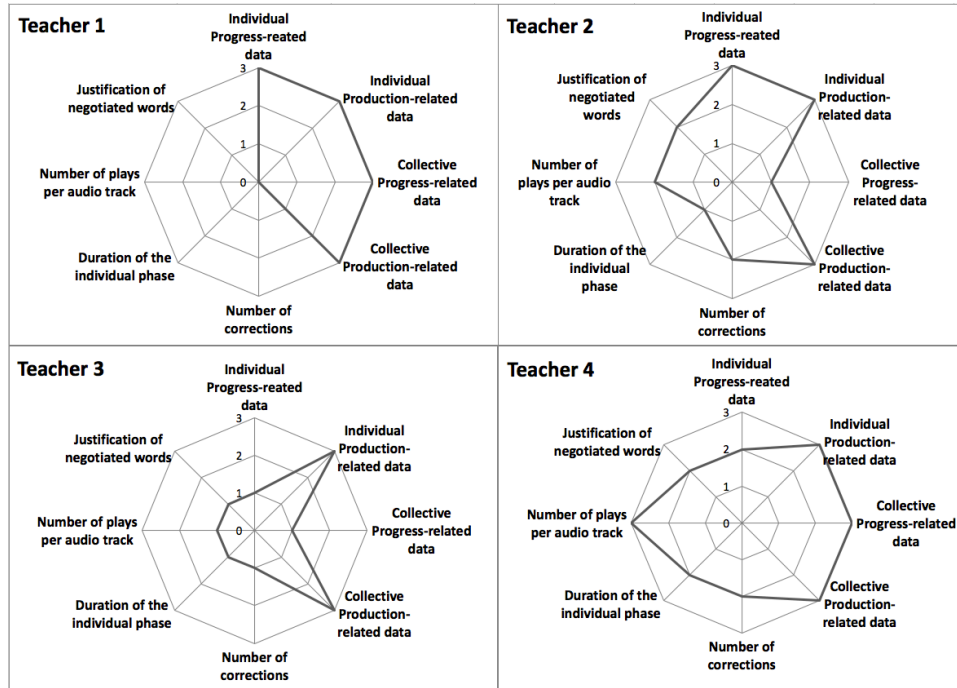 Teacher 1
Individual
Progress-reated
data
Individual
Production-related
data
Collective
Progress-related
data
Collective
Production-related
data
Number of
corrections
Duration of the
individual phase
Number of plays
per audio track
Justification of
negotiated words
3
2
1
0
Teacher 2
Individual
Progress-reated
data
Individual
Production-
related data
Collective
Progress-
related data
Collective
Production-
related data
Number of
corrections
Duration of the
individual
phase
Number of
plays per audio
track
Justification of
negotiated
words
3
2
1
0
Teacher 3
Individual
Progress-reated
data
Individual
Production-
related data
Collective
Progress-related
data
Collective
Production-
related data
Number of
corrections
Duration of the
individual phase
Number of plays
per audio track
Justification of
negotiated words
3
2
1
0
Teacher 4
Individual
Progress-reated
data
Individual
Production-
related data
Collective
Progress-related
data
Collective
Production-
related data
Number of
corrections
Duration of the
individual phase
Number of plays
per audio track
Justification of
negotiated words
3
2
1
0